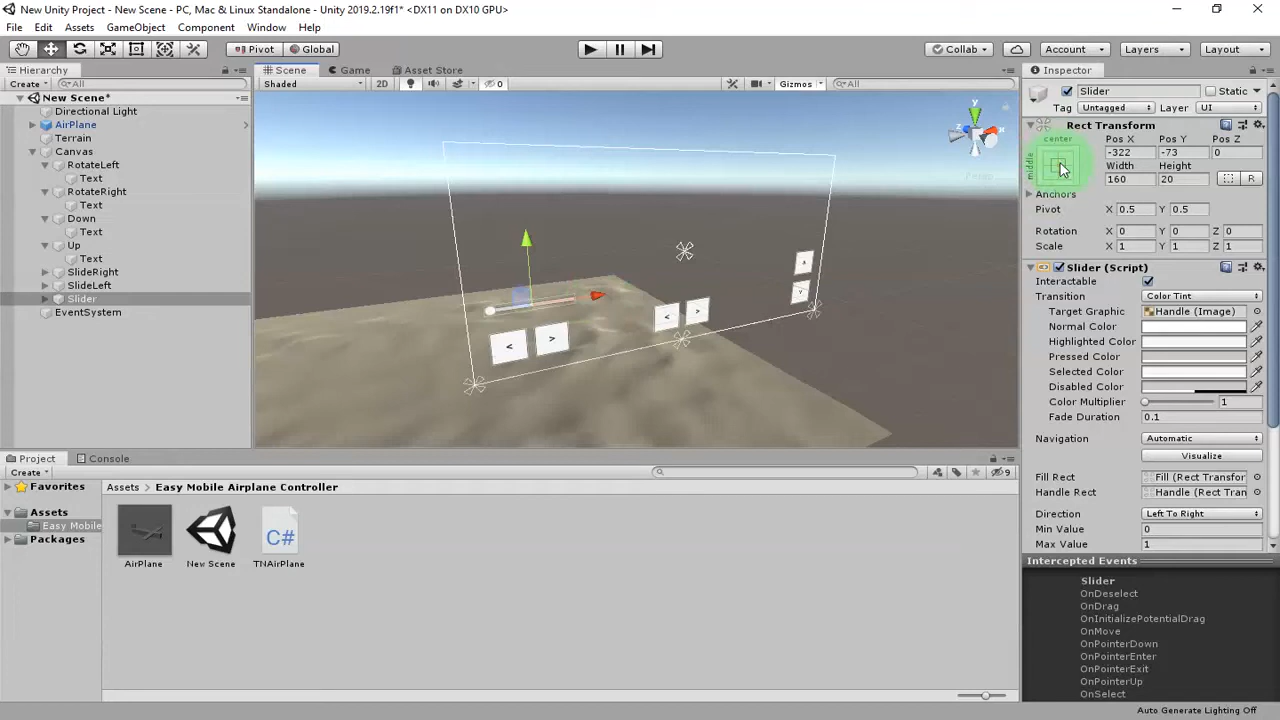 New Unity Project - New Scene - PC, Mac & Linux Standalone - Unity 2019.2.19f1* <DX11 on DX10 GPU>
File Edit Assets GameObject Component Window Help
Pivot Global Collab Account Layers Layout
Hierarchy
Create All
New Scene*
Directional Light
AirPlane
Terrain
Canvas
RotateLeft
Text
RotateRight
Text
Down
Text
Up
Text
SlideRight
SlideLeft
Slider
EventSystem
Scene Game Asset Store
Shaded 2D 0 Gizmos All
y
z
< >
< >
Inspector
Slider Static
Tag Untagged Layer UI
Rect Transform
center
middle
Pos X Pos Y Pos Z
-322 -73 0
Width Height
160 20 R
Anchors
Pivot X 0.5 Y 0.5
Rotation X 0 Y 0 Z 0
Scale X 1 Y 1 Z 1
Slider (Script)
Interactable
Transition Color Tint
Target Graphic Handle (Image)
Normal Color
Highlighted Color
Pressed Color
Selected Color
Disabled Color
Color Multiplier 1
Fade Duration 0.1
Navigation Automatic
Visualize
Fill Rect Fill (Rect Transfor
Handle Rect Handle (Rect Tran
Direction Left To Right
Min Value 0
Max Value 1
Intercepted Events
Slider
OnDeselect
OnDrag
OnInitializePotentialDrag
OnMove
OnPointerDown
OnPointerEnter
OnPointerExit
OnPointerUp
OnSelect
Project Console
Create 9
Favorites
Assets
Easy Mobile
Packages
Assets > Easy Mobile Airplane Controller
C#
AirPlane New Scene TNAirPlane
Auto Generate Lighting Off